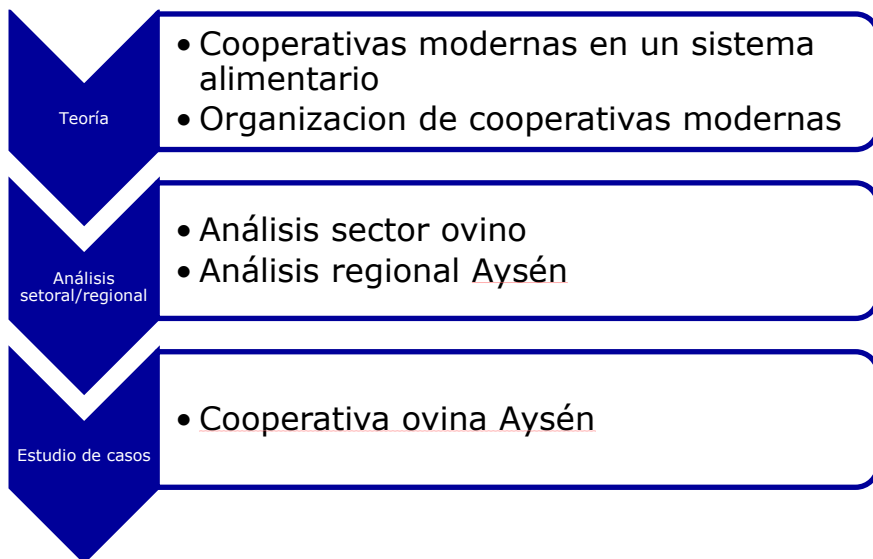 Teoría
• Cooperativas modernas en un sistema
alimentario
• Organizacion de cooperativas modernas
Análisis
setoral/regional
• Análisis sector ovino
• Análisis regional Aysén
Estudio de casos
• Cooperativa ovina Aysén